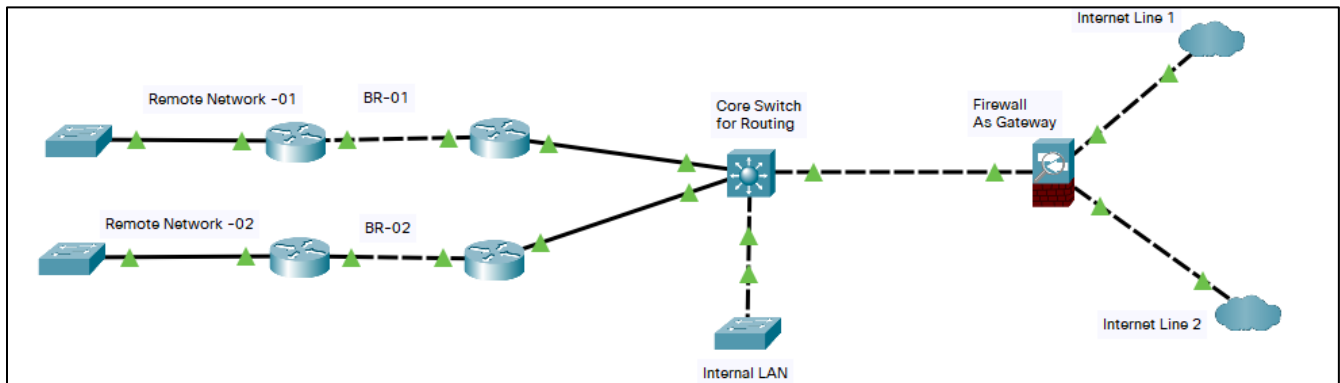 Internet Line 1
Remote Network -01
BR-01
Core Switch
for Routing
Firewall
As Gateway
Remote Network -02
BR-02
Internet Line 2
Internal LAN